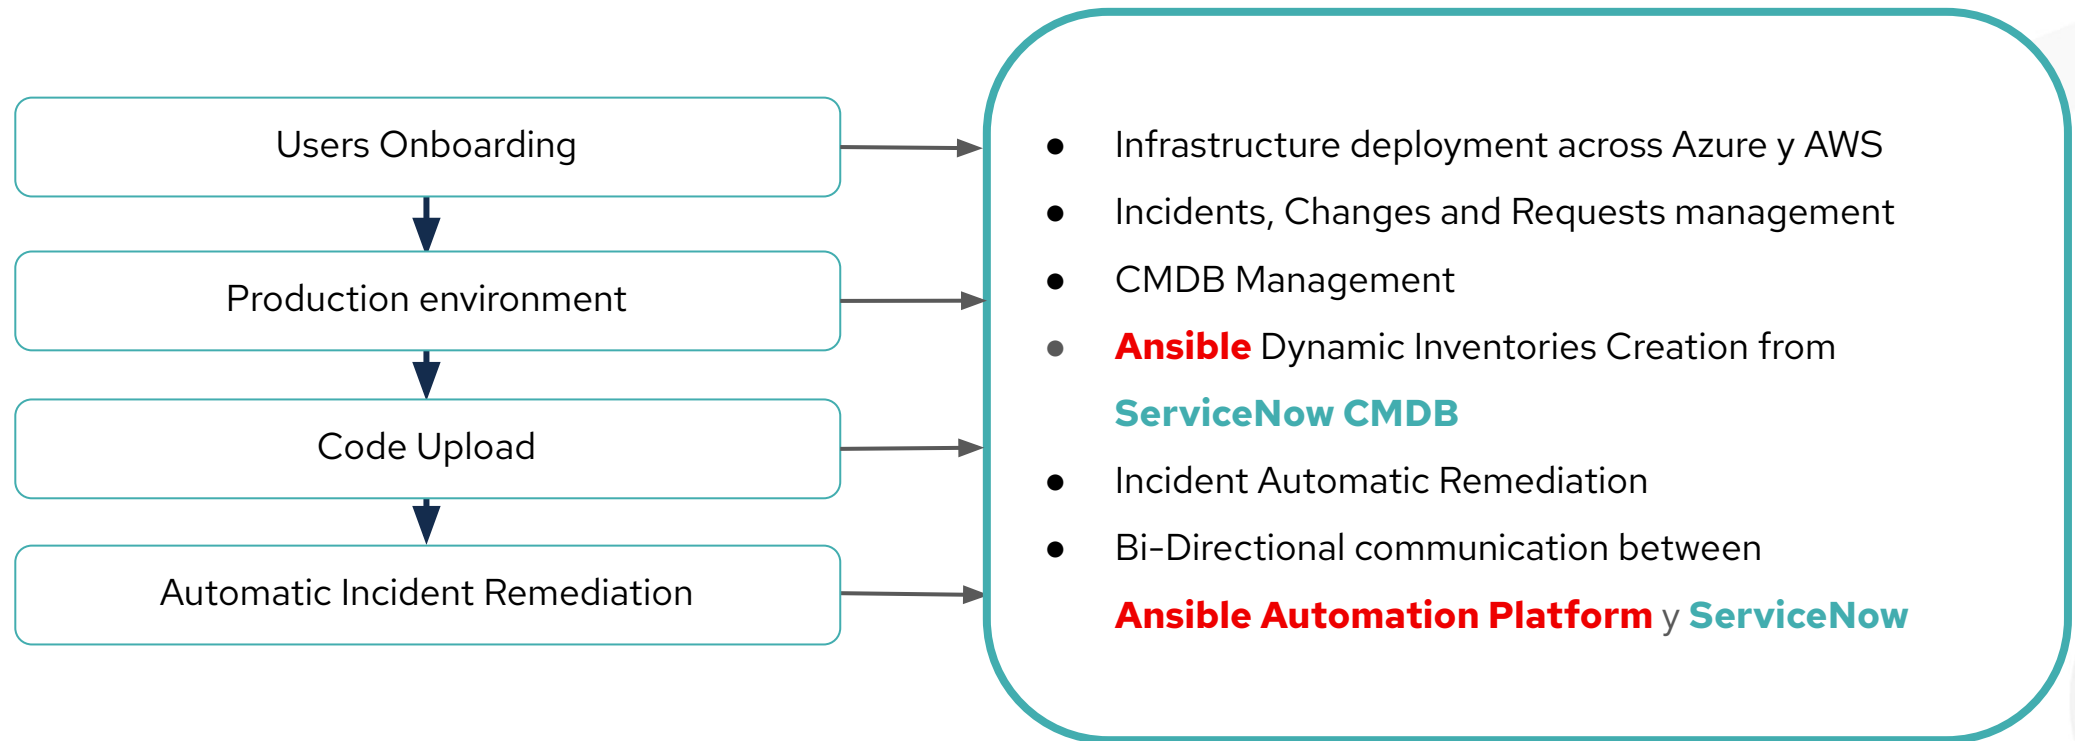 Users Onboarding
Production environment
Code Upload
Automatic Incident Remediation
● Infrastructure deployment across Azure y AWS
● Incidents, Changes and Requests management
● CMDB Management
● Ansible Dynamic Inventories Creation from
ServiceNow CMDB
● Incident Automatic Remediation
● Bi-Directional communication between
Ansible Automation Platform y ServiceNow